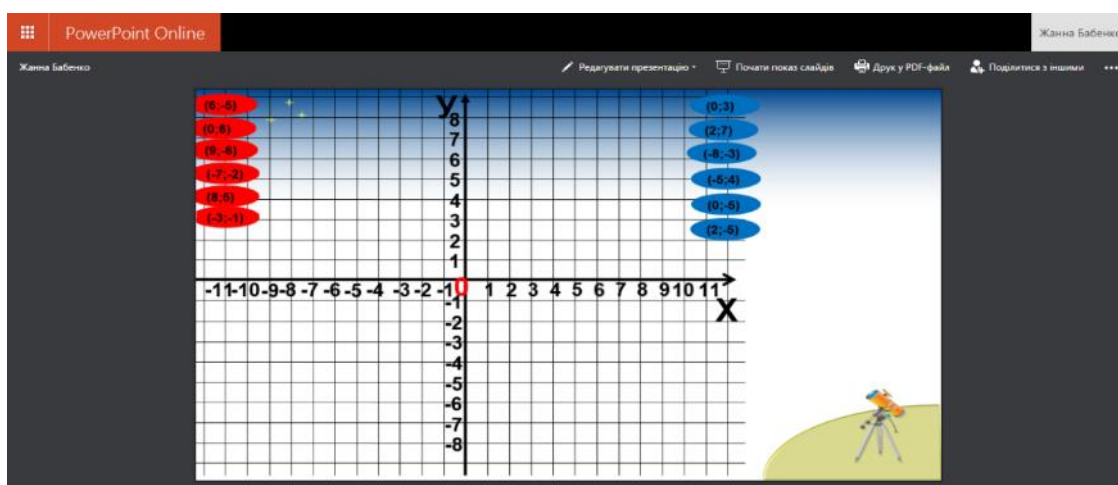 PowerPoint Online
Жанна Бабенко
Жанна Бабенко
Редагувати презентацію
Почати показ слайдів
Друк у PDF-файл
Поділитися з іншими
(0;6)
(9;-6)
(-7;-2)
(8;5)
(-3;-1)
У
8
7
6
5
4
3
2
1
(0;3)
(2;7)
(-8;-3)
(-5;4)
(0;-5)
(2;-5)
-11 -10 -9 -8 -7 -6 -5 -4 -3 -2 -1 0 1 2 3 4 5 6 7 8 9 10 11
Х
-1
-2
-3
-4
-5
-6
-7
-8